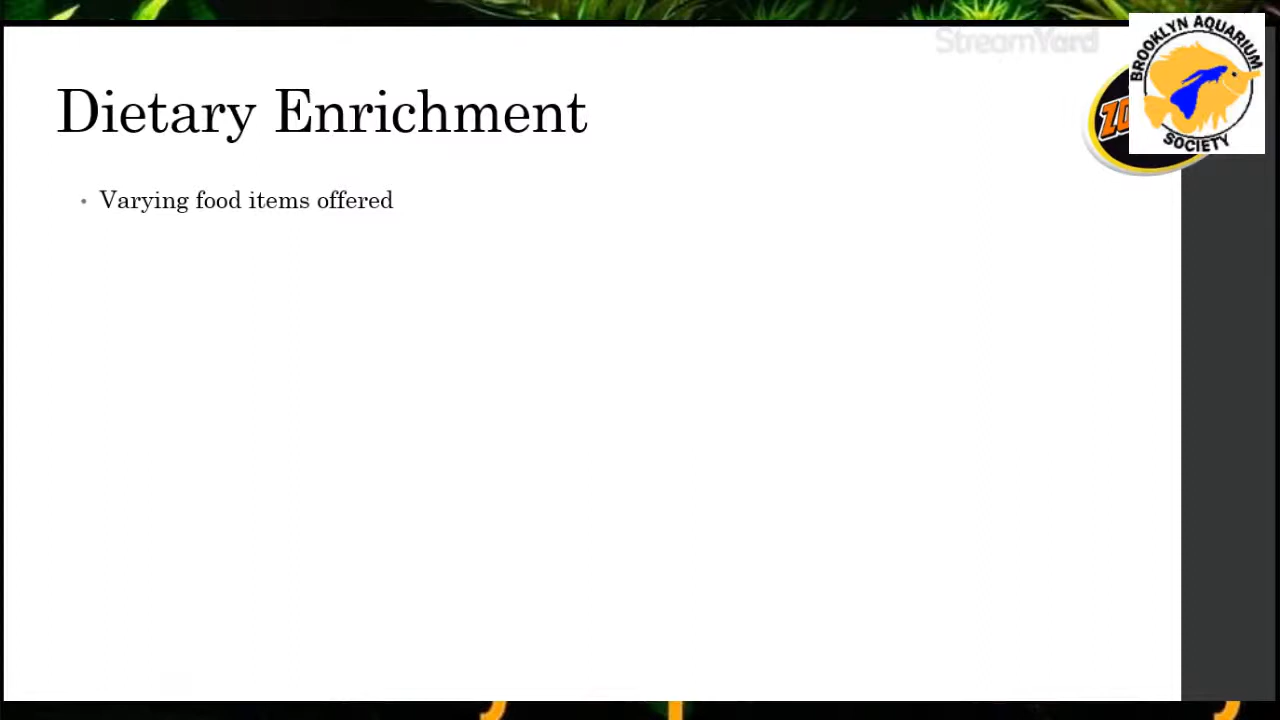 StreamYard
BROOKLYN AQUARIUM
SOCIETY
Dietary Enrichment
• Varying food items offered